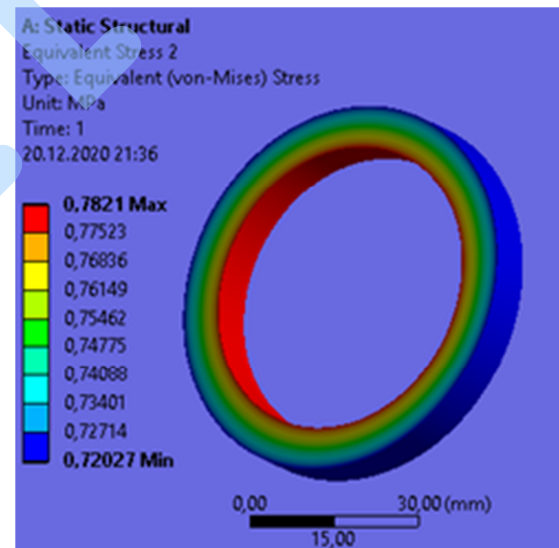 A: Static Structural
Equivalent Stress 2
Type: Equivalent (von-Mises) Stress
Unit: MPa
Time: 1
20.12.2020 21:36
0,7821 Max
0,77523
0,76836
0,76149
0,75462
0,74775
0,74088
0,73401
0,72714
0,72027 Min
0,00 30,00 (mm)
15,00